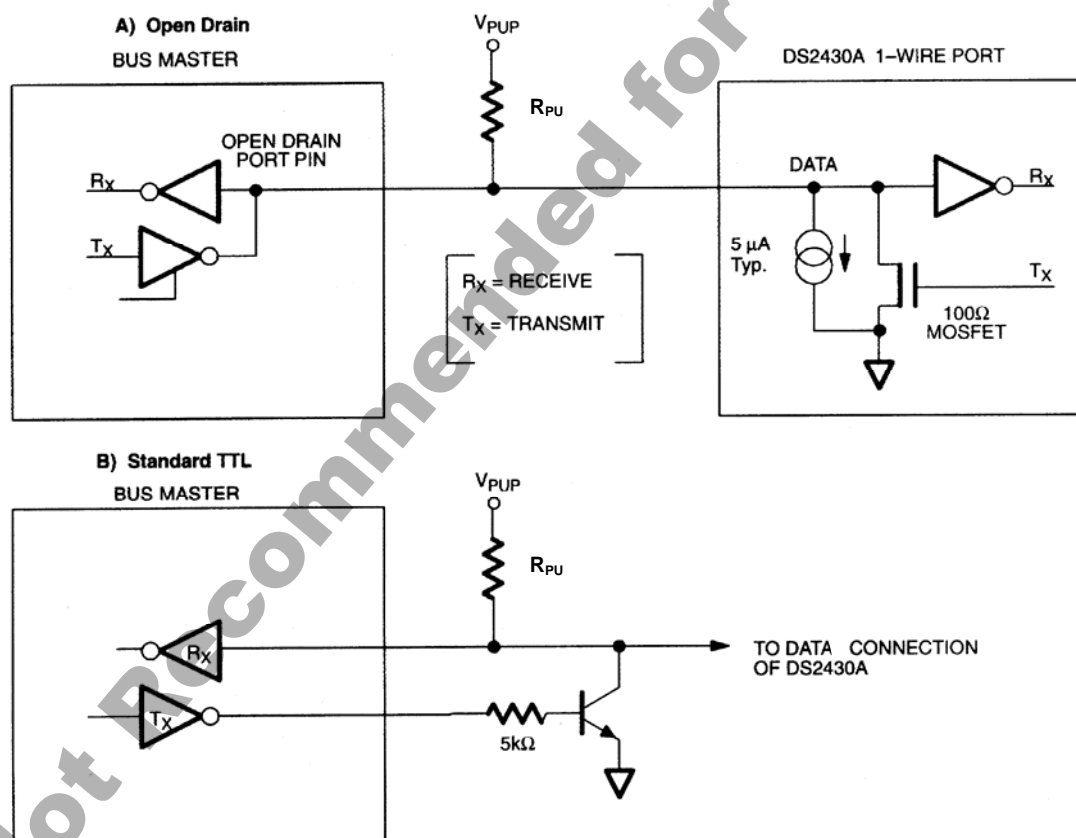 A) Open Drain
BUS MASTER
VPUP
RPU
DS2430A 1–WIRE PORT
OPEN DRAIN
PORT PIN
RX
TX
DATA
RX
5 µA
Typ.
TX
100Ω
MOSFET
RX = RECEIVE
TX = TRANSMIT
B) Standard TTL
BUS MASTER
VPUP
RPU
RX
TX
5kΩ
TO DATA CONNECTION
OF DS2430A
ot Recommended for